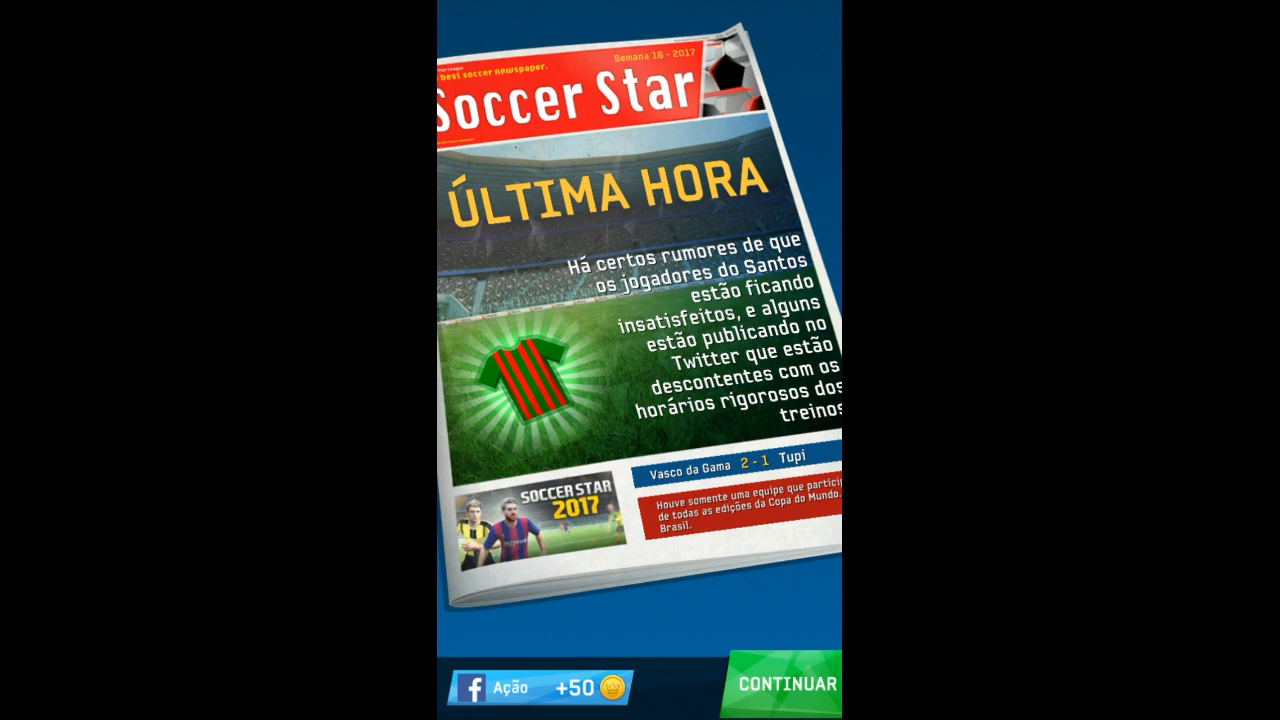 Semana 16 - 2017
best soccer newspaper.
Soccer Star
ÚLTIMA HORA
Há certos rumores de que
os jogadores do Santos
estão ficando
insatisfeitos, e alguns
estão publicando no
Twitter que estão
descontentes com os
horários rigorosos dos
treinos
Vasco da Gama 2 - 1 Tupi
Houve somente uma equipe que particip
de todas as edições da Copa do Mundo.
Brasil.
SOCCER STAR
2017
Ação +50
CONTINUAR